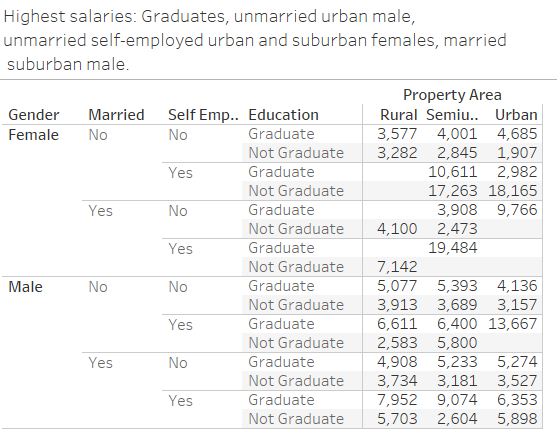 Highest salaries: Graduates, unmarried urban male,
unmarried self-employed urban and suburban females, married
suburban male.
Property Area
Gender Married Self Emp.. Education Rural Semiu.. Urban
Female No No Graduate 3,577 4,001 4,685
Not Graduate 3,282 2,845 1,907
Yes Graduate 10,611 2,982
Not Graduate 17,263 18,165
Yes No Graduate 3,908 9,766
Not Graduate 4,100 2,473
Yes Graduate 19,484
Not Graduate 7,142
Male No No Graduate 5,077 5,393 4,136
Not Graduate 3,913 3,689 3,157
Yes Graduate 6,611 6,400 13,667
Not Graduate 2,583 5,800
Yes No Graduate 4,908 5,233 5,274
Not Graduate 3,734 3,181 3,527
Yes Graduate 7,952 9,074 6,353
Not Graduate 5,703 2,604 5,898